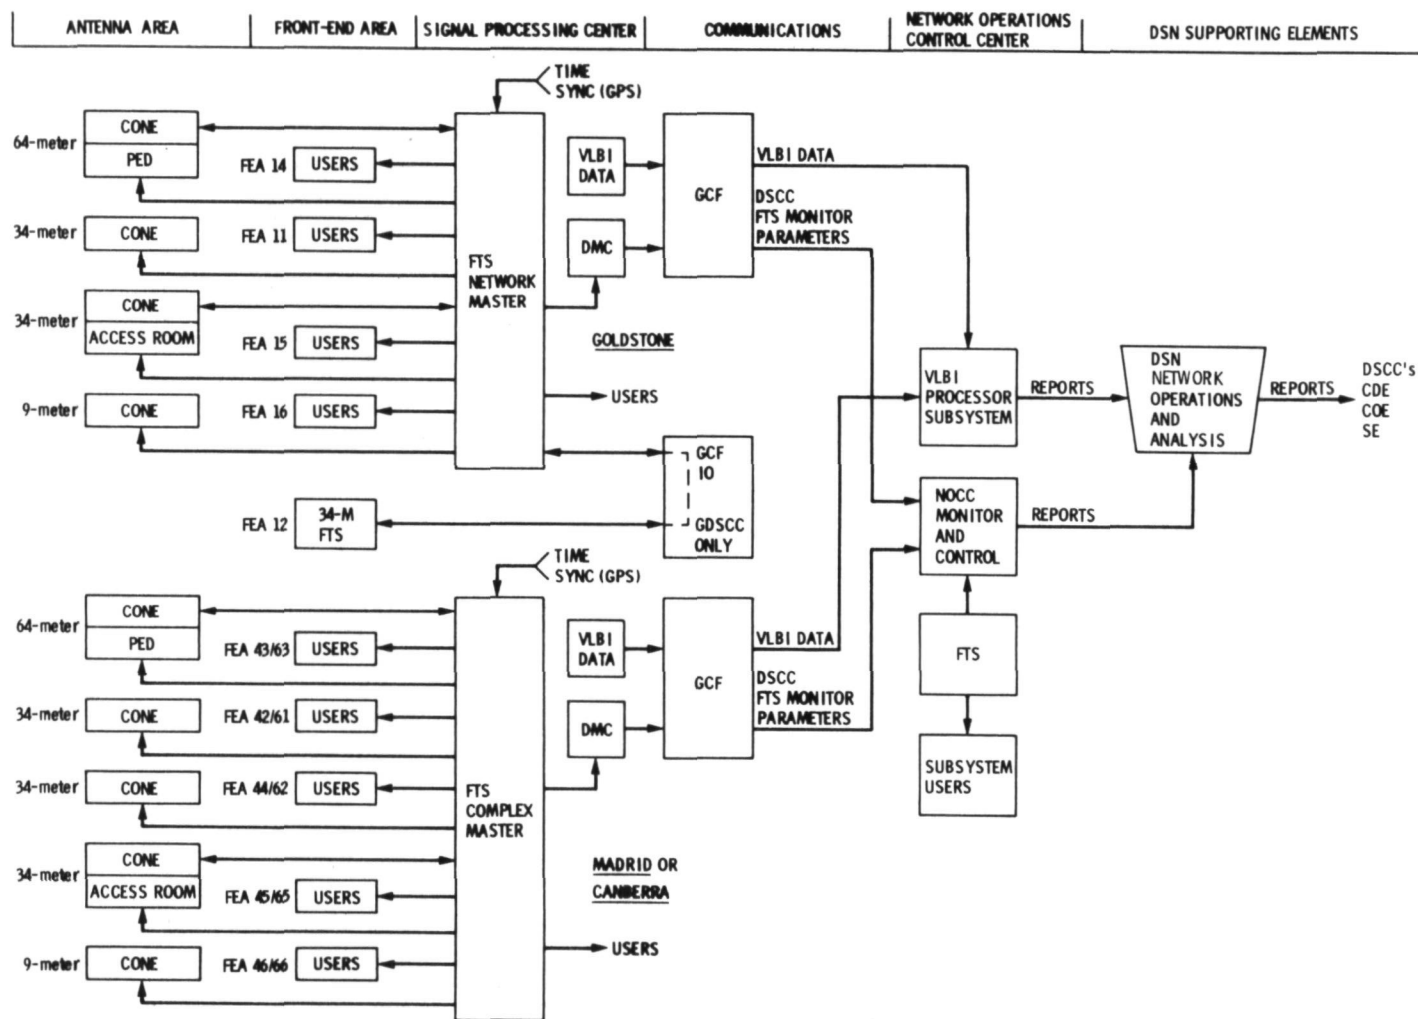 ANTENNA AREA
FRONT-END AREA
SIGNAL PROCESSING CENTER
COMMUNICATIONS
NETWORK OPERATIONS
CONTROL CENTER
DSN SUPPORTING ELEMENTS
TIME
SYNC (GPS)
64-meter
CONE
PED
FEA 14
USERS
34-meter
CONE
FEA 11
USERS
34-meter
CONE
ACCESS ROOM
FEA 15
USERS
9-meter
CONE
FEA 16
USERS
FEA 12
34-M
FTS
FTS
NETWORK
MASTER
VLBI
DATA
DMC
GOLDSTONE
USERS
GCF
VLBI DATA
DSCC
FTS MONITOR
PARAMETERS
GCF
10
GDSCC
ONLY
VLBI
PROCESSOR
SUBSYSTEM
REPORTS
DSN
NETWORK
OPERATIONS
AND
ANALYSIS
REPORTS
DSCC's
CDE
COE
SE
NOCC
MONITOR
AND
CONTROL
REPORTS
FTS
SUBSYSTEM
USERS
TIME
SYNC (GPS)
64-meter
CONE
PED
FEA 43/63
USERS
34-meter
CONE
FEA 42/61
USERS
34-meter
CONE
FEA 44/62
USERS
34-meter
CONE
ACCESS ROOM
FEA 45/65
USERS
9-meter
CONE
FEA 46/66
USERS
FTS
COMPLEX
MASTER
VLBI
DATA
DMC
MADRID OR
CANBERRA
USERS
GCF
VLBI DATA
DSCC
FTS MONITOR
PARAMETERS